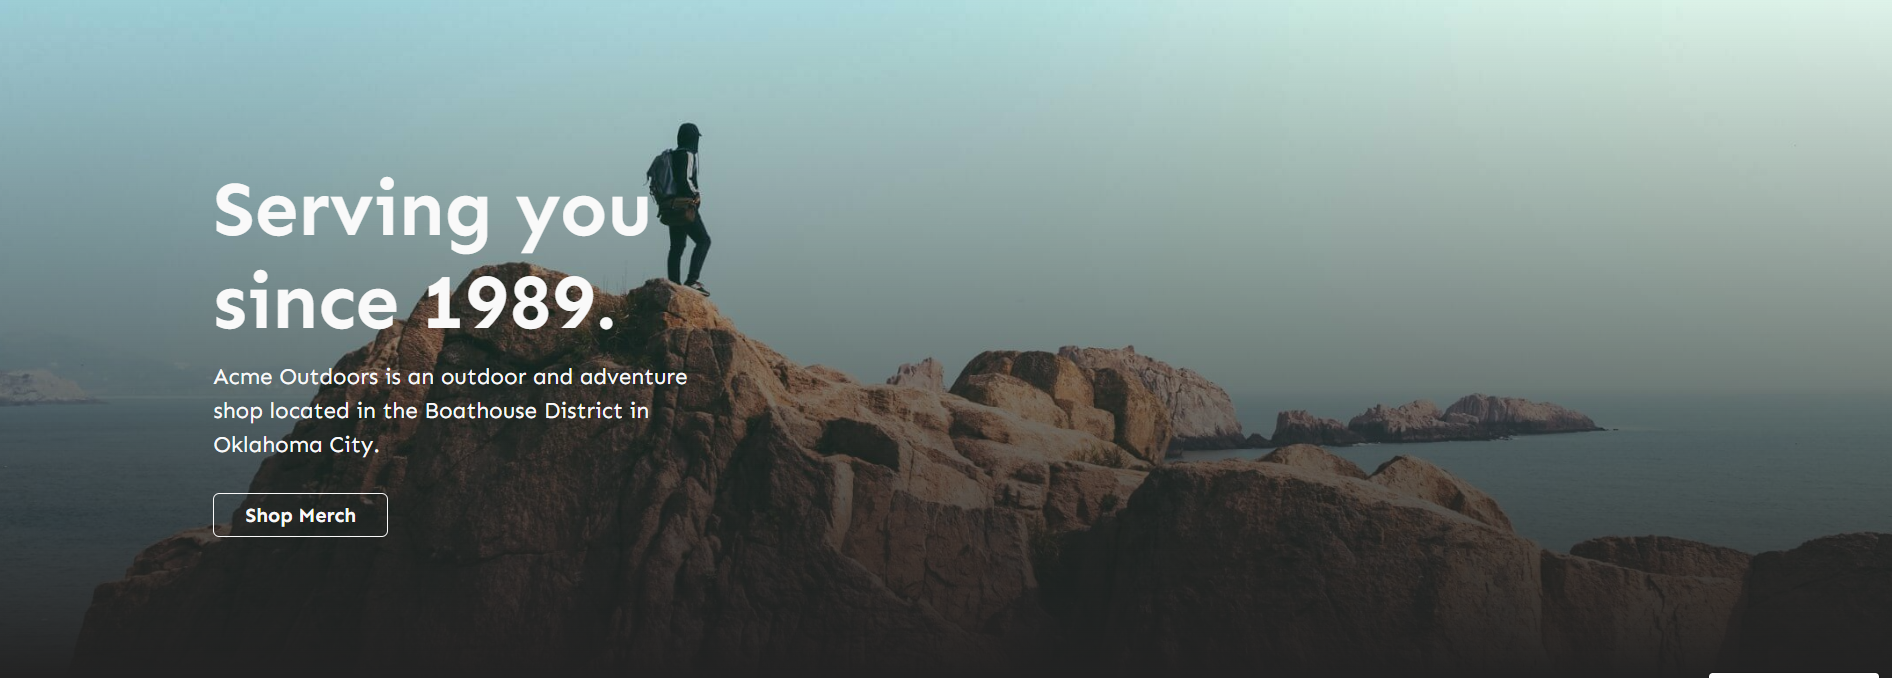 Serving you
since 1989.
Acme Outdoors is an outdoor and adventure
shop located in the Boathouse District in
Oklahoma City.
Shop Merch